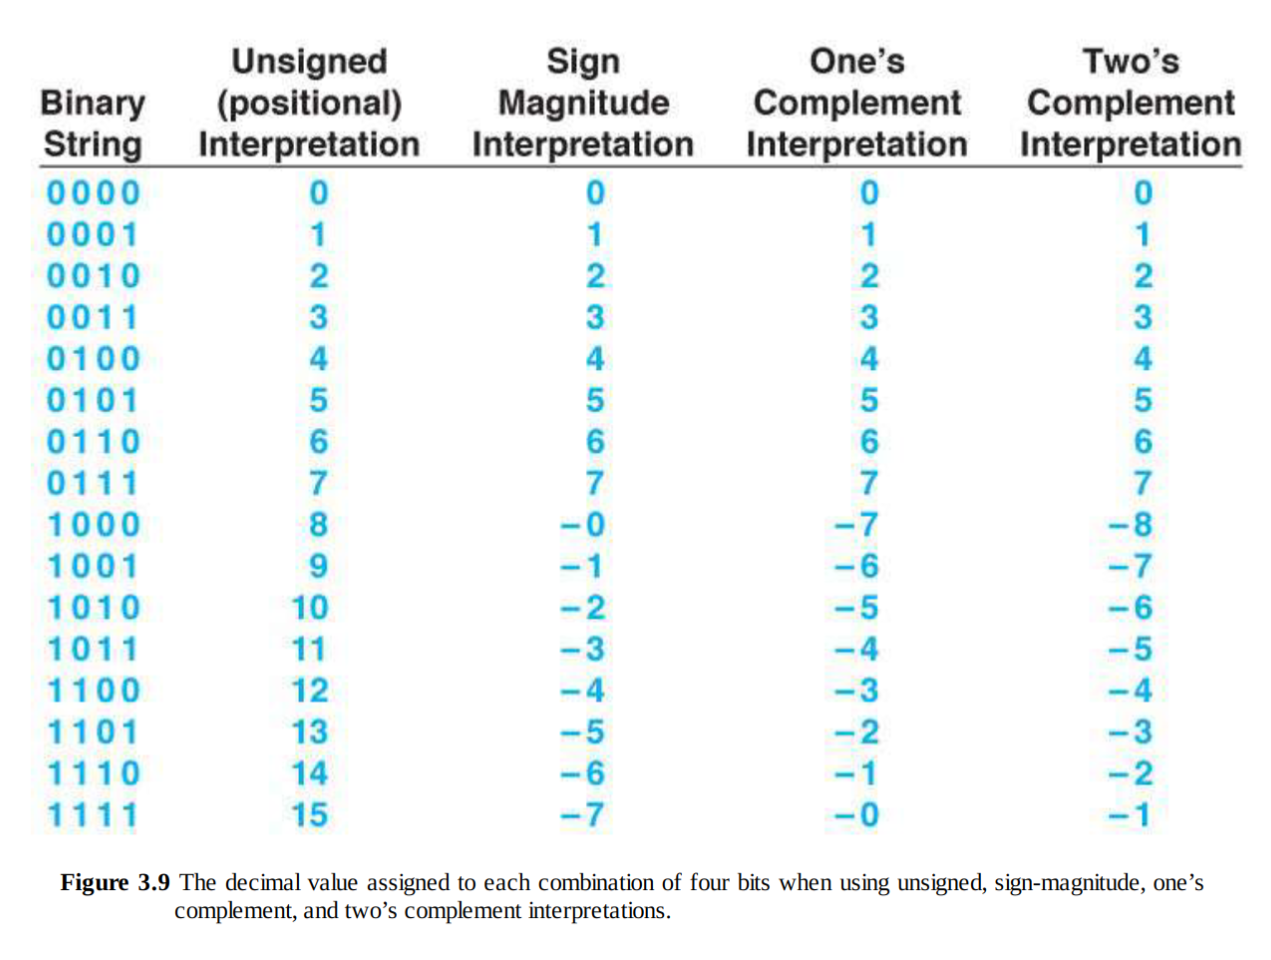 Unsigned Sign One's Two's
Binary (positional) Magnitude Complement Complement
String Interpretation Interpretation Interpretation Interpretation
0000 0 0 0 0
0001 1 1 1 1
0010 2 2 2 2
0011 3 3 3 3
0100 4 4 4 4
0101 5 5 5 5
0110 6 6 6 6
0111 7 7 7 7
1000 8 −0 −7 −8
1001 9 −1 −6 −7
1010 10 −2 −5 −6
1011 11 −3 −4 −5
1100 12 −4 −3 −4
1101 13 −5 −2 −3
1110 14 −6 −1 −2
1111 15 −7 −0 −1
Figure 3.9 The decimal value assigned to each combination of four bits when using unsigned, sign-magnitude, one’s
complement, and two’s complement interpretations.